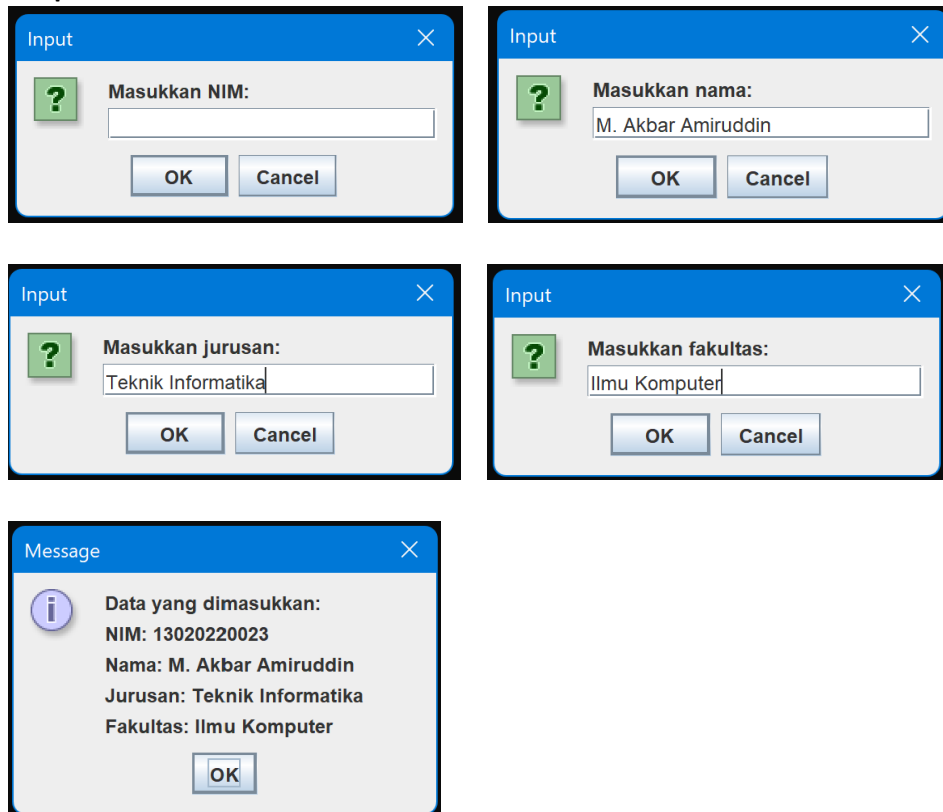 Input
Masukkan NIM:
OK Cancel
Input
Masukkan nama:
M. Akbar Amiruddin
OK Cancel
Input
Masukkan jurusan:
Teknik Informatika
OK Cancel
Input
Masukkan fakultas:
Ilmu Komputer
OK Cancel
Message
Data yang dimasukkan:
NIM: 13020220023
Nama: M. Akbar Amiruddin
Jurusan: Teknik Informatika
Fakultas: Ilmu Komputer
OK